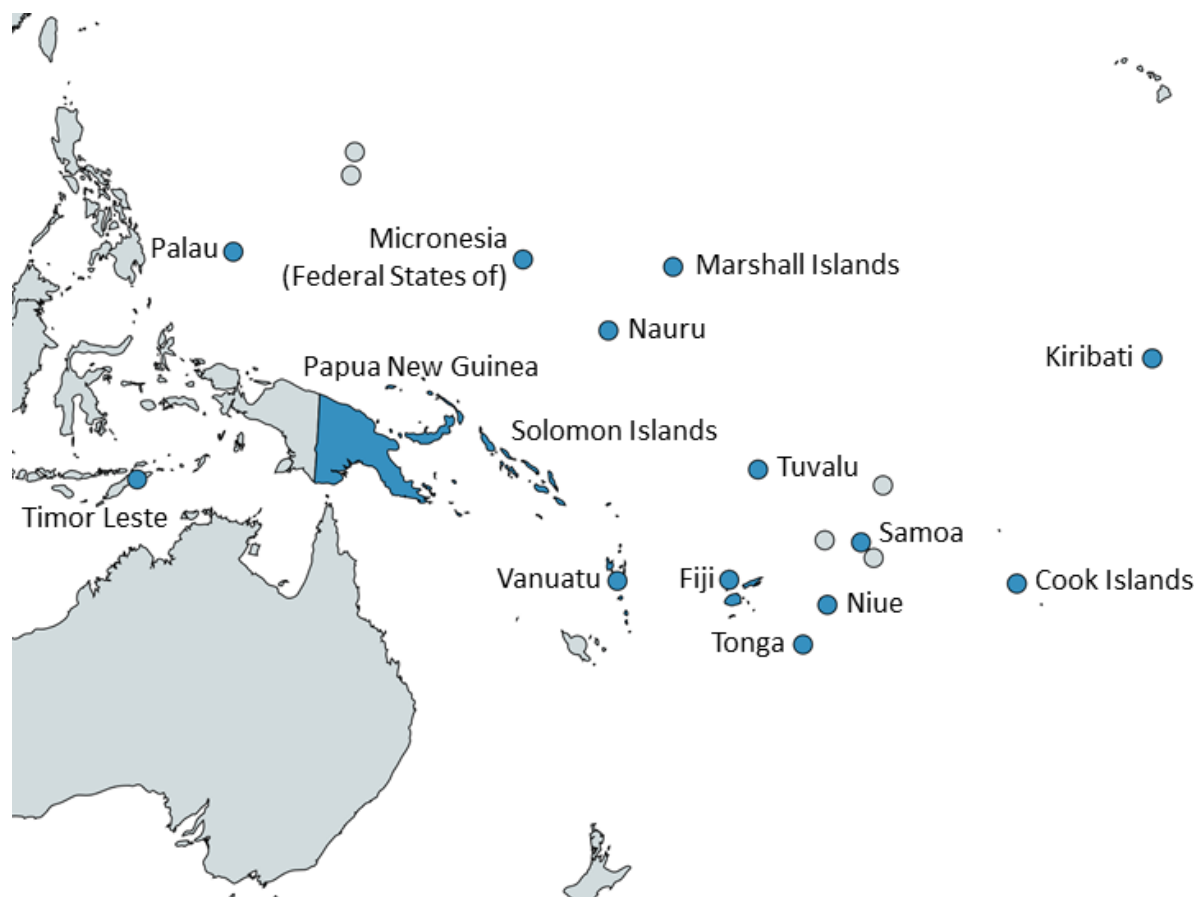 Micronesia
(Federal States of)
Palau
Marshall Islands
Nauru
Kiribati
Papua New Guinea
Solomon Islands
Tuvalu
Timor Leste
Samoa
Vanuatu
Fiji
Cook Islands
Niue
Tonga